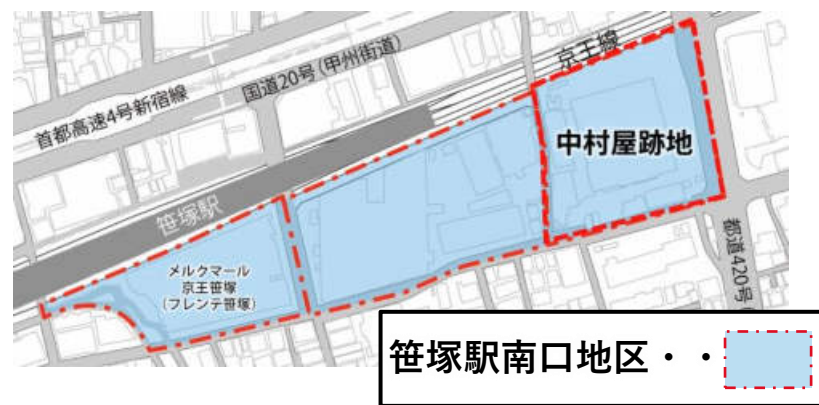 首都高速4号新宿線
国道20号(甲州街道)
京王線
中村屋跡地
笹塚駅
メルクマール
京王笹塚
(フレンテ笹塚)
都道420号(
笹塚駅南口地区・・